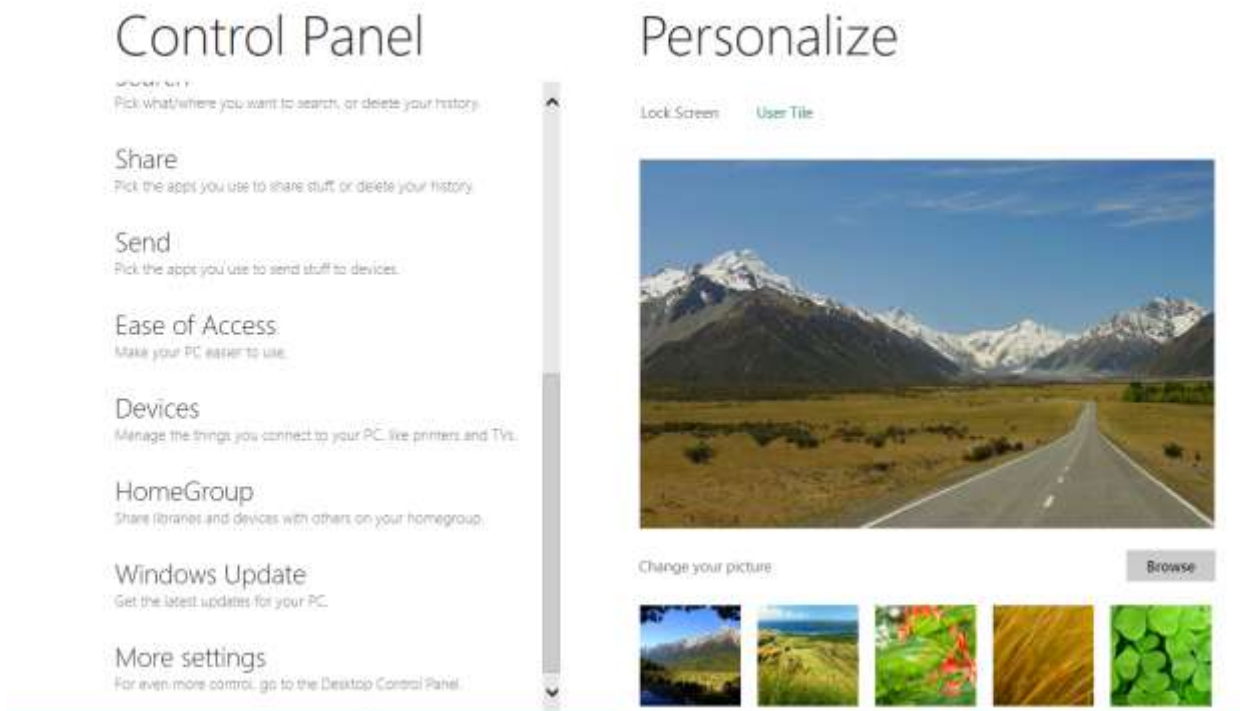 Control Panel
Search
Pick what/where you want to search, or delete your history.
Share
Pick the apps you use to share stuff, or delete your history.
Send
Pick the apps you use to send stuff to devices.
Ease of Access
Make your PC easier to use.
Devices
Manage the things you connect to your PC, like printers and TVs.
HomeGroup
Share libraries and devices with others on your homegroup.
Windows Update
Get the latest updates for your PC.
More settings
For even more control, go to the Desktop Control Panel.
Personalize
Lock Screen User Tile
Change your picture
Browse